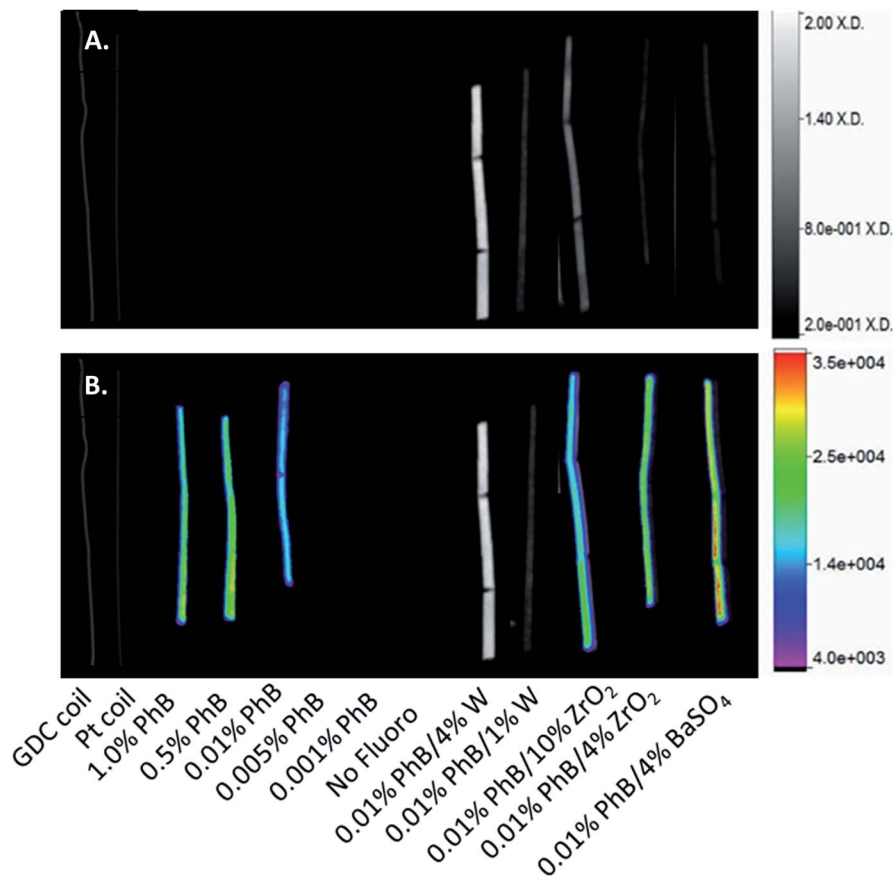 A.
2.00 X.D.
1.40 X.D.
8.0e-001 X.D.
2.0e-001 X.D.
B.
3.5e+004
2.5e+004
1.4e+004
4.0e+003
GDC coil
Pt coil
1.0% PhB
0.5% PhB
0.01% PhB
0.005% PhB
0.001% PhB
No Fluoro
0.01% PhB/4% W
0.01% PhB/1% W
0.01% PhB/10% ZrO₂
0.01% PhB/4% ZrO₂
0.01% PhB/4% BaSO₄